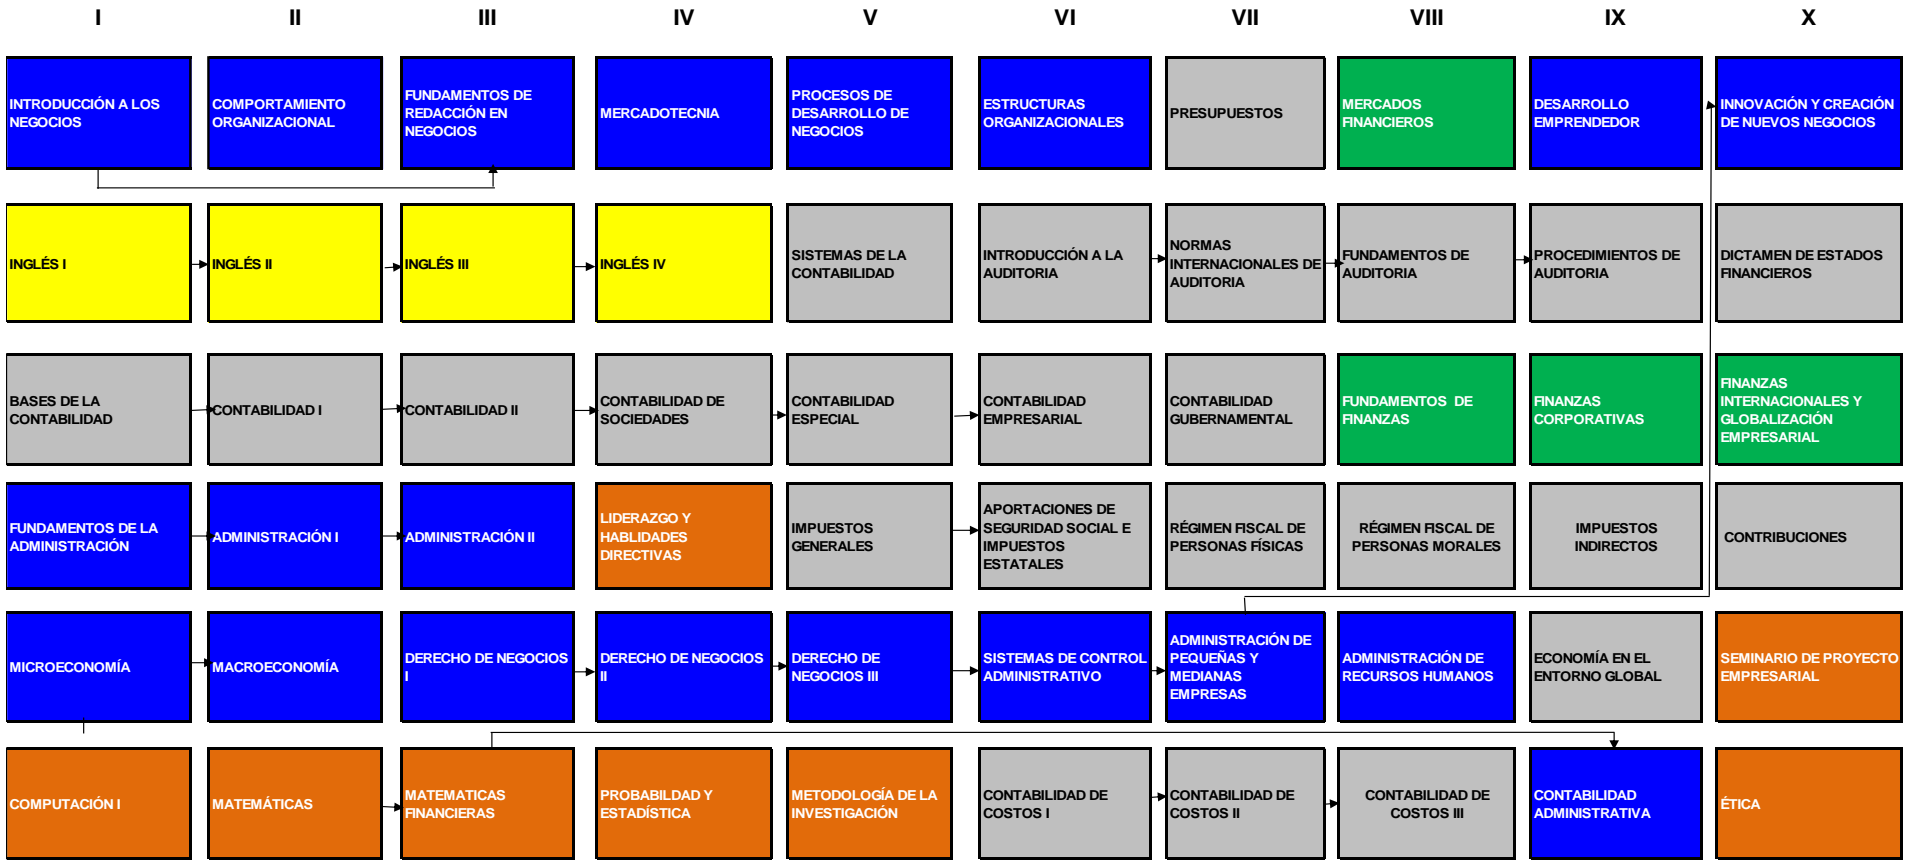 I II III IV V VI VII VIII IX X
INTRODUCCIÓN A LOS
NEGOCIOS
COMPORTAMIENTO
ORGANIZACIONAL
FUNDAMENTOS DE
REDACCIÓN EN
NEGOCIOS
MERCADOTECNIA
PROCESOS DE
DESARROLLO DE
NEGOCIOS
ESTRUCTURAS
ORGANIZACIONALES
PRESUPUESTOS
MERCADOS
FINANCIEROS
DESARROLLO
EMPRENDEDOR
INNOVACIÓN Y CREACIÓN
DE NUEVOS NEGOCIOS
INGLÉS I
INGLÉS II
INGLÉS III
INGLÉS IV
SISTEMAS DE LA
CONTABILIDAD
INTRODUCCIÓN A LA
AUDITORIA
NORMAS
INTERNACIONALES DE
AUDITORIA
FUNDAMENTOS DE
AUDITORIA
PROCEDIMIENTOS DE
AUDITORIA
DICTAMEN DE ESTADOS
FINANCIEROS
BASES DE LA
CONTABILIDAD
CONTABILIDAD I
CONTABILIDAD II
CONTABILIDAD DE
SOCIEDADES
CONTABILIDAD
ESPECIAL
CONTABILIDAD
EMPRESARIAL
CONTABILIDAD
GUBERNAMENTAL
FUNDAMENTOS DE
FINANZAS
FINANZAS
CORPORATIVAS
FINANZAS
INTERNACIONALES Y
GLOBALIZACIÓN
EMPRESARIAL
FUNDAMENTOS DE LA
ADMINISTRACIÓN
ADMINISTRACIÓN I
ADMINISTRACIÓN II
LIDERAZGO Y
HABLIDADES
DIRECTIVAS
IMPUESTOS
GENERALES
APORTACIONES DE
SEGURIDAD SOCIAL E
IMPUESTOS
ESTATALES
RÉGIMEN FISCAL DE
PERSONAS FÍSICAS
RÉGIMEN FISCAL DE
PERSONAS MORALES
IMPUESTOS
INDIRECTOS
CONTRIBUCIONES
MICROECONOMÍA
MACROECONOMÍA
DERECHO DE NEGOCIOS
I
DERECHO DE NEGOCIOS
II
DERECHO DE
NEGOCIOS III
SISTEMAS DE CONTROL
ADMINISTRATIVO
ADMINISTRACIÓN DE
PEQUEÑAS Y
MEDIANAS
EMPRESAS
ADMINISTRACIÓN DE
RECURSOS HUMANOS
ECONOMÍA EN EL
ENTORNO GLOBAL
SEMINARIO DE PROYECTO
EMPRESARIAL
COMPUTACIÓN I
MATEMÁTICAS
MATEMATICAS
FINANCIERAS
PROBABILDAD Y
ESTADÍSTICA
METODOLOGÍA DE LA
INVESTIGACIÓN
CONTABILIDAD DE
COSTOS I
CONTABILIDAD DE
COSTOS II
CONTABILIDAD DE
COSTOS III
CONTABILIDAD
ADMINISTRATIVA
ÉTICA